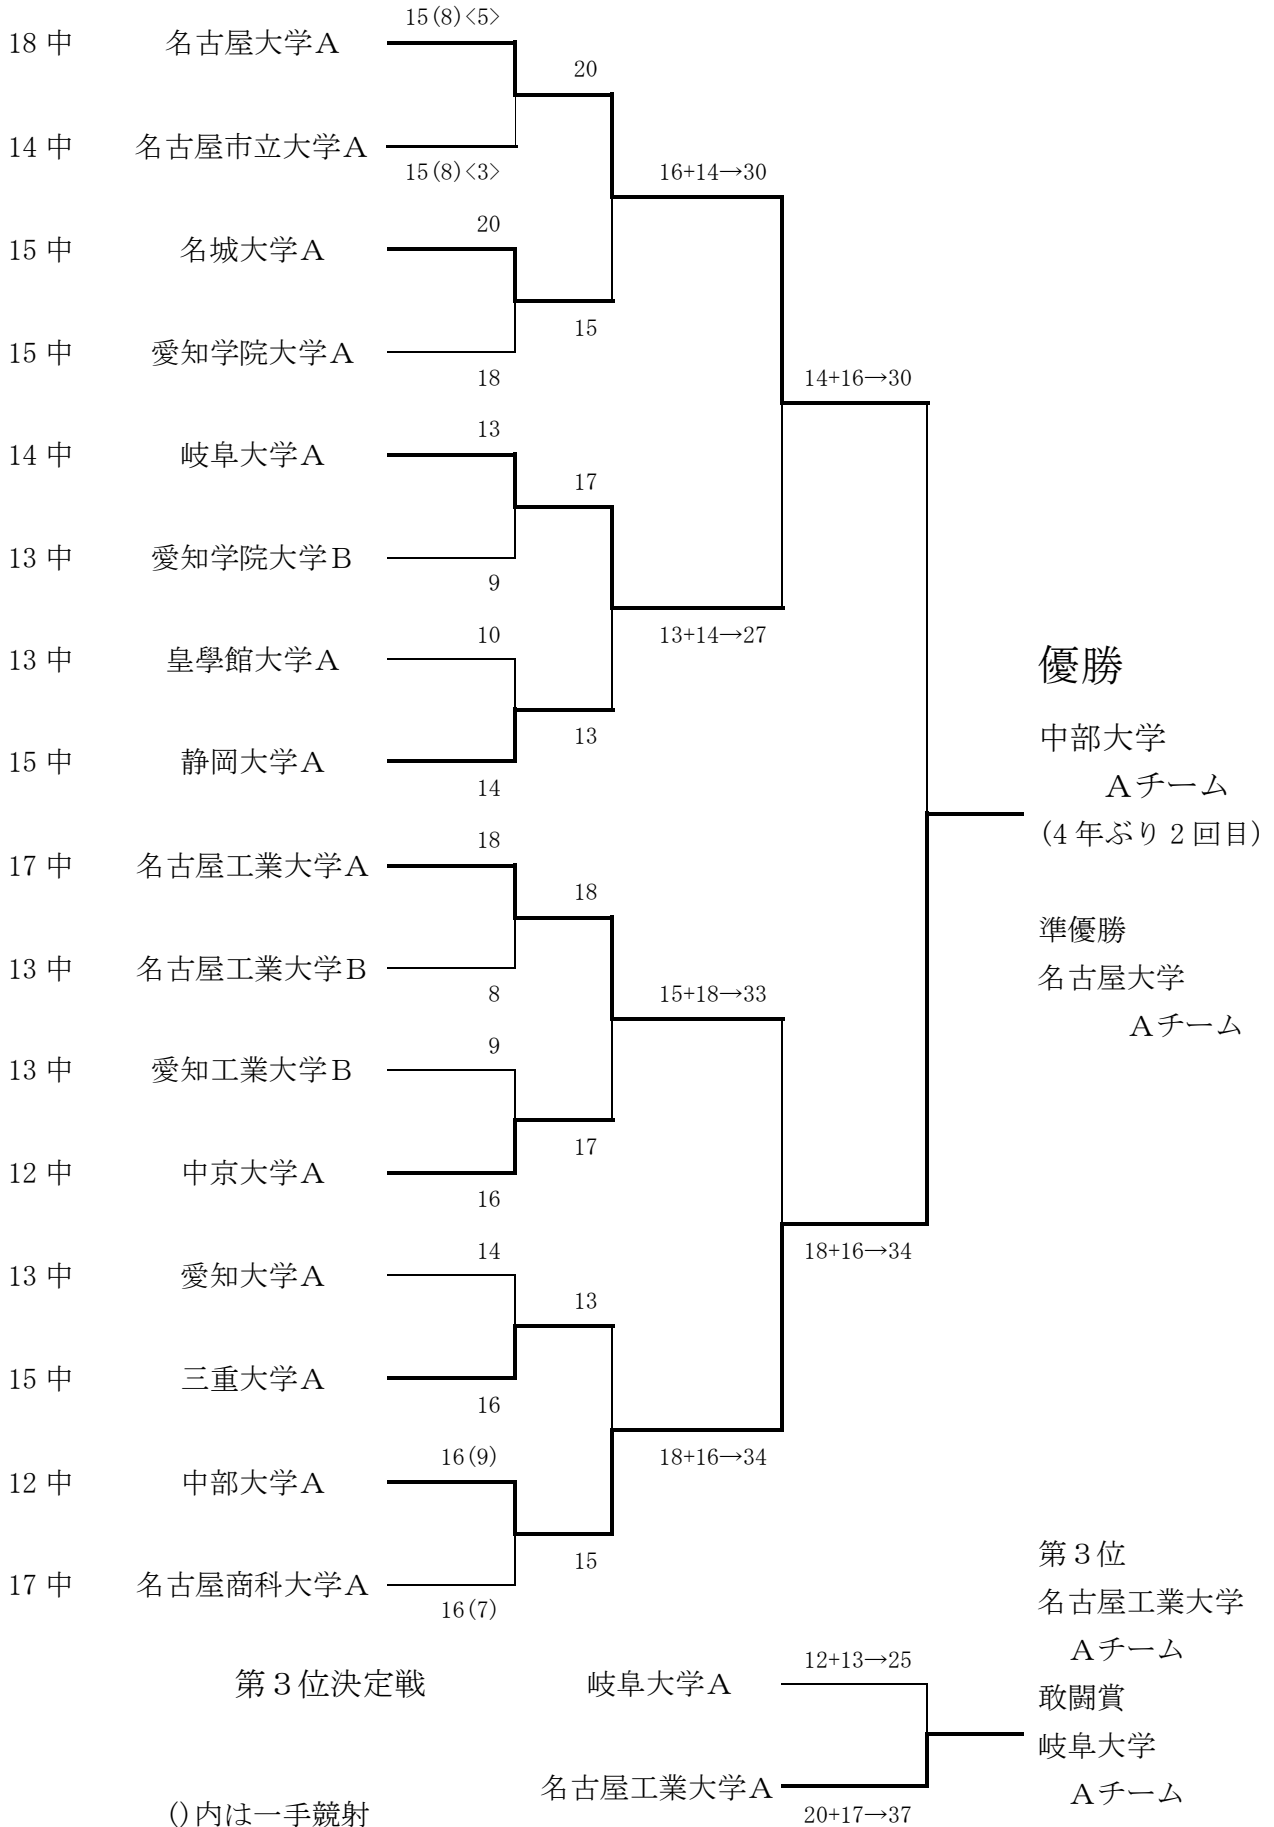 15(8)<5>
18 中 名古屋大学Ａ
20
14 中 名古屋市立大学Ａ
15(8)<3>
16+14→30
20
15 中 名城大学Ａ
15
15 中 愛知学院大学Ａ
18
14+16→30
13
14 中 岐阜大学Ａ
17
13 中 愛知学院大学Ｂ
9
10
13+14→27
13 中 皇學館大学Ａ
13
15 中 静岡大学Ａ
14
優勝
中部大学
Ａチーム
(4 年ぶり 2 回目)
18
17 中 名古屋工業大学Ａ
18
準優勝
名古屋大学
Ａチーム
13 中 名古屋工業大学Ｂ
8
15+18→33
9
13 中 愛知工業大学Ｂ
17
12 中 中京大学Ａ
16
14
18+16→34
13 中 愛知大学Ａ
13
15 中 三重大学Ａ
16
16(9)
18+16→34
12 中 中部大学Ａ
15
17 中 名古屋商科大学Ａ
16(7)
第３位
名古屋工業大学
Ａチーム
敢闘賞
岐阜大学
Ａチーム
12+13→25
第３位決定戦 岐阜大学Ａ
名古屋工業大学Ａ
20+17→37
()内は一手競射